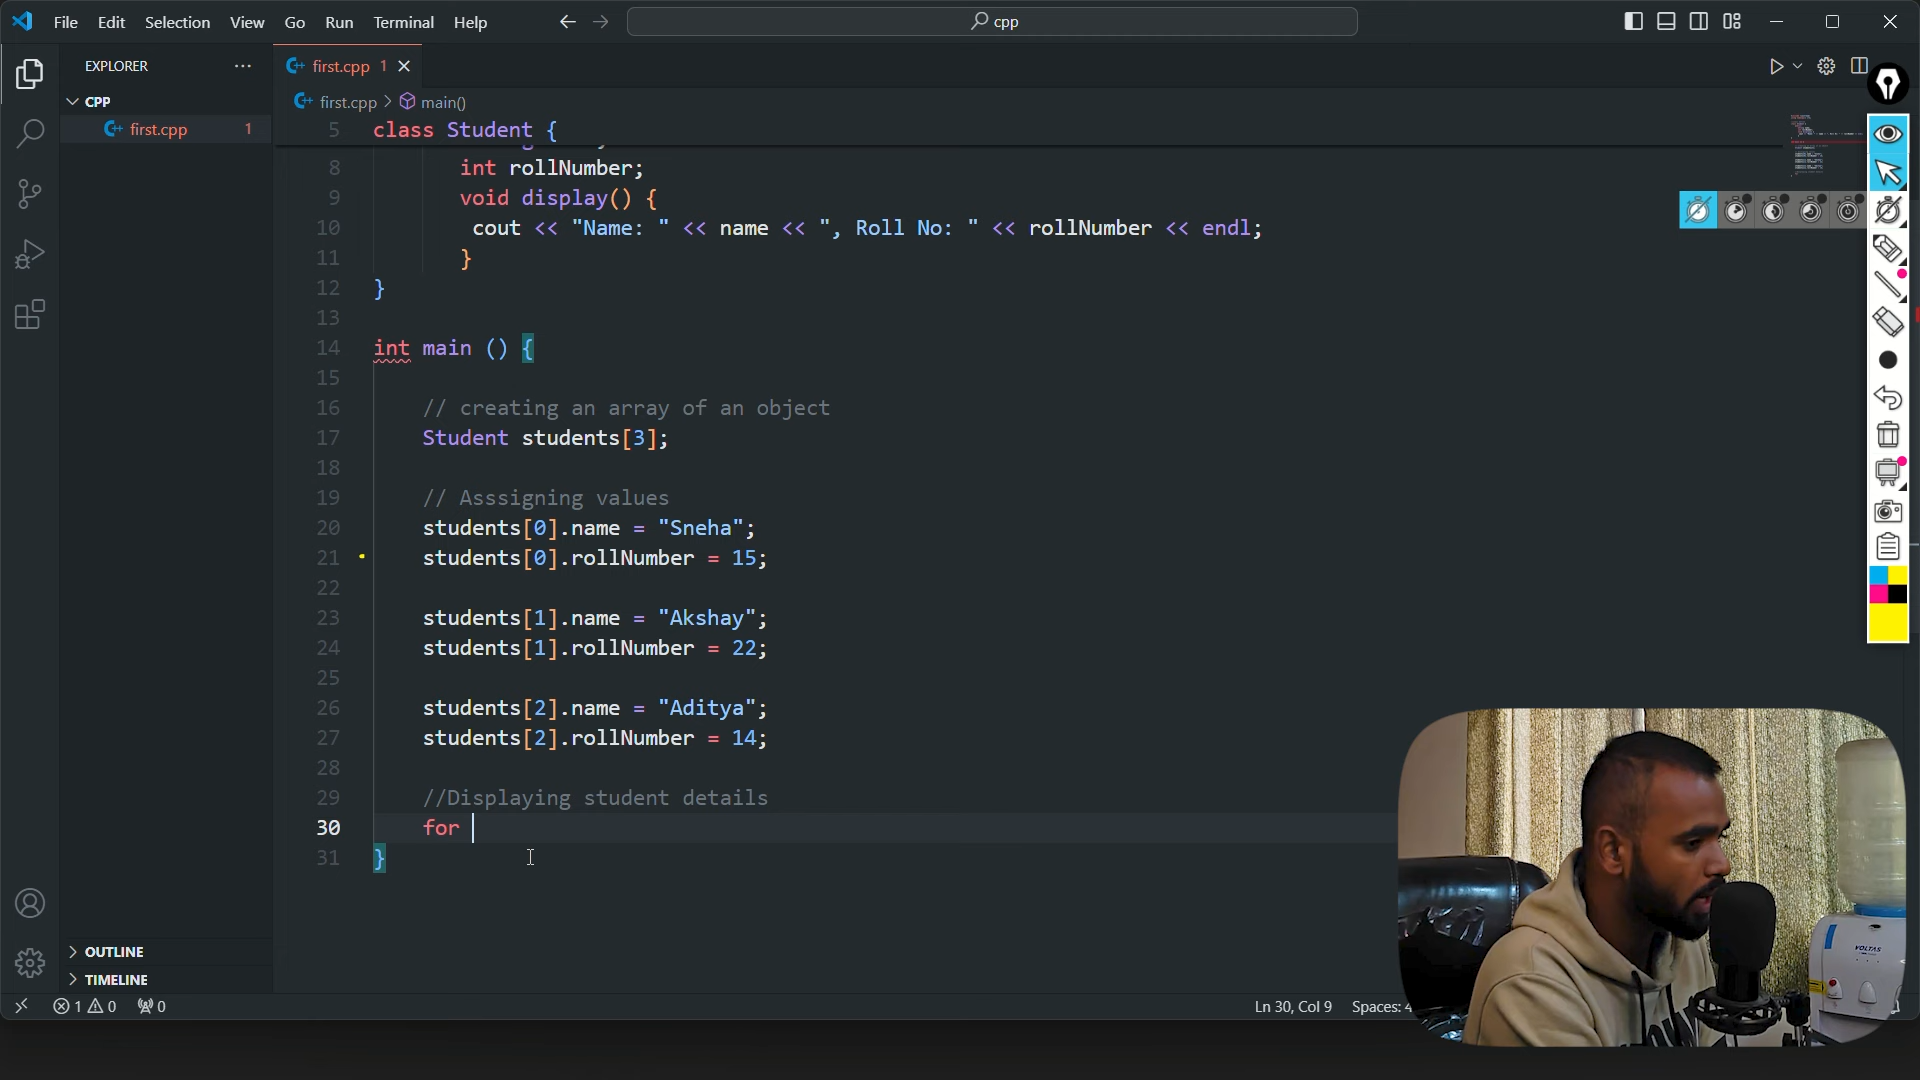 File Edit Selection View Go Run Terminal Help
cpp
EXPLORER ···
first.cpp 1
CPP
first.cpp > main()
first.cpp 1
5 class Student {
8 int rollNumber;
9 void display() {
10 cout << "Name: " << name << ", Roll No: " << rollNumber << endl;
11 }
12 }
13
14 int main () {
15
16 // creating an array of an object
17 Student students[3];
18
19 // Asssigning values
20 students[0].name = "Sneha";
21 students[0].rollNumber = 15;
22
23 students[1].name = "Akshay";
24 students[1].rollNumber = 22;
25
26 students[2].name = "Aditya";
27 students[2].rollNumber = 14;
28
29 //Displaying student details
30 for
31 }
OUTLINE
TIMELINE
1 0 0
Ln 30, Col 9 Spaces: 4
VOLTAS